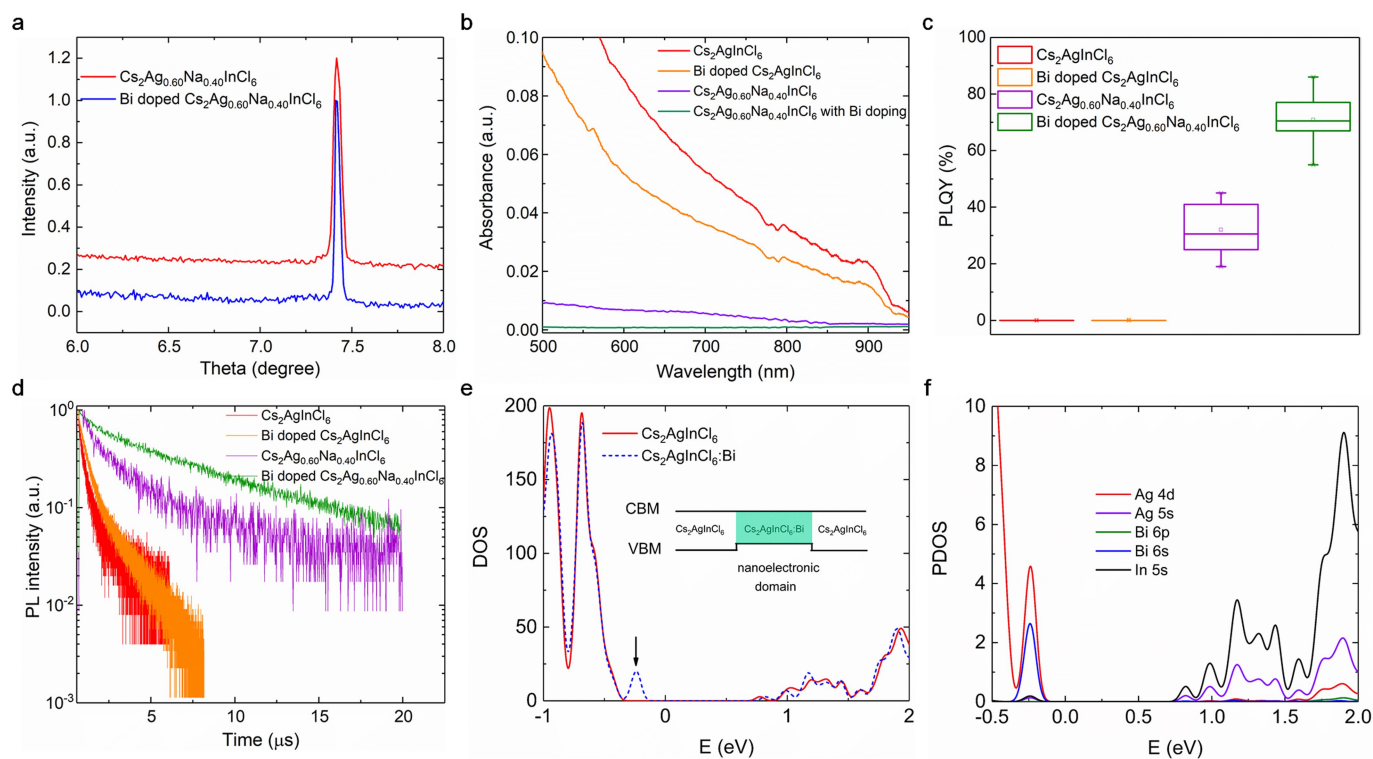 a
1.2
1.0
0.8
0.6
0.4
0.2
0.0
Intensity (a.u.)
Cs₂Ag₀.₆₀Na₀.₄₀InCl₆
Bi doped Cs₂Ag₀.₆₀Na₀.₄₀InCl₆
6.0 6.5 7.0 7.5 8.0
Theta (degree)
b
0.10
0.08
0.06
0.04
0.02
0.00
Absorbance (a.u.)
Cs₂AgInCl₆
Bi doped Cs₂AgInCl₆
Cs₂Ag₀.₆₀Na₀.₄₀InCl₆
Cs₂Ag₀.₆₀Na₀.₄₀InCl₆ with Bi doping
500 600 700 800 900
Wavelength (nm)
c
100
80
60
40
20
0
PLQY (%)
Cs₂AgInCl₆
Bi doped Cs₂AgInCl₆
Cs₂Ag₀.₆₀Na₀.₄₀InCl₆
Bi doped Cs₂Ag₀.₆₀Na₀.₄₀InCl₆
d
10⁰
10⁻¹
10⁻²
10⁻³
PL intensity (a.u.)
Cs₂AgInCl₆
Bi doped Cs₂AgInCl₆
Cs₂Ag₀.₆₀Na₀.₄₀InCl₆
Bi doped Cs₂Ag₀.₆₀Na₀.₄₀InCl₆
5 10 15 20
Time (μs)
e
200
150
100
50
0
DOS
Cs₂AgInCl₆
Cs₂AgInCl₆:Bi
CBM
Cs₂AgInCl₆ Cs₂AgInCl₆:Bi Cs₂AgInCl₆
VBM
nanoelectronic
domain
-1 0 1 2
E (eV)
f
10
8
6
4
2
0
PDOS
Ag 4d
Ag 5s
Bi 6p
Bi 6s
In 5s
-0.5 0.0 0.5 1.0 1.5 2.0
E (eV)